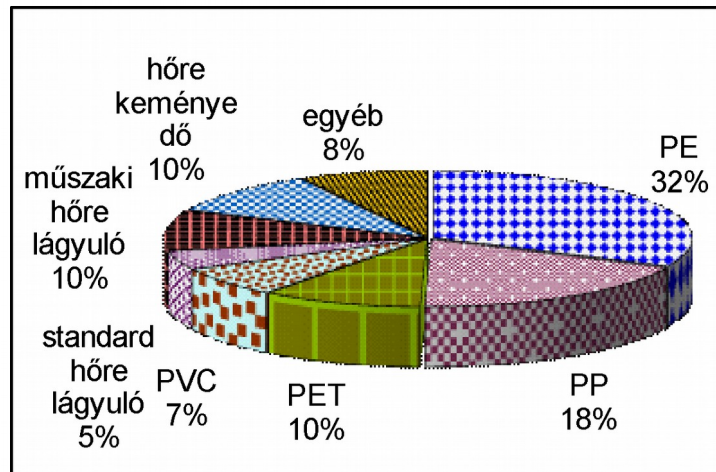 hőre
keménye
dő
10%
egyéb
8%
PE
32%
műszaki
hőre
lágyuló
10%
standard
hőre
lágyuló
5%
PVC
7%
PET
10%
PP
18%